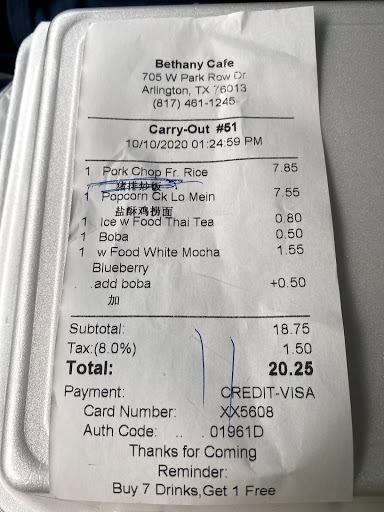 Bethany Cafe
705 W Park Row Dr
Arlington, TX 76013
(817) 461-1245
Carry-Out #51
10/10/2020 01:24:59 PM
1 Pork Chop Fr. Rice 7.85
猪排炒饭
1 Popcorn Ck Lo Mein 7.55
盐酥鸡捞面
1 Ice w Food Thai Tea 0.80
1 Boba 0.50
1 w Food White Mocha 1.55
Blueberry
.add boba +0.50
加
Subtotal: 18.75
Tax:(8.0%) 1.50
Total: 20.25
Payment: CREDIT-VISA
Card Number: XX5608
Auth Code: 01961D
Thanks for Coming
Reminder:
Buy 7 Drinks,Get 1 Free